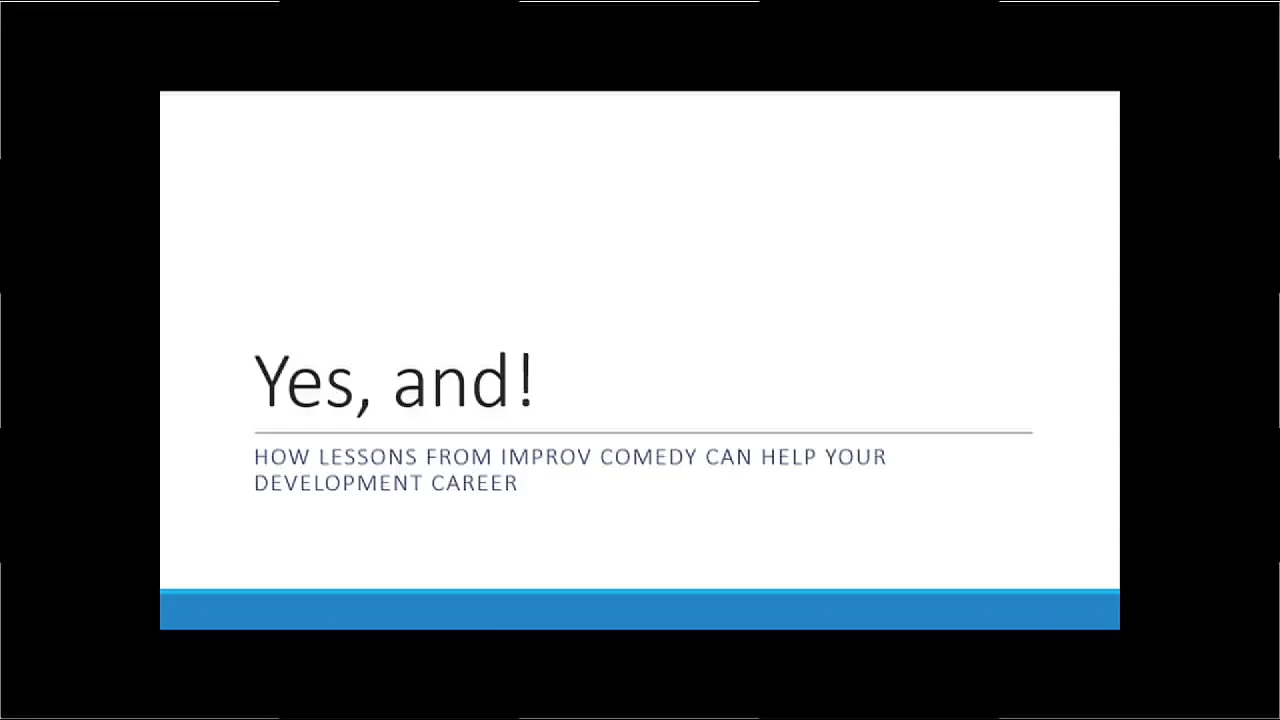 Yes, and!
HOW LESSONS FROM IMPROV COMEDY CAN HELP YOUR
DEVELOPMENT CAREER